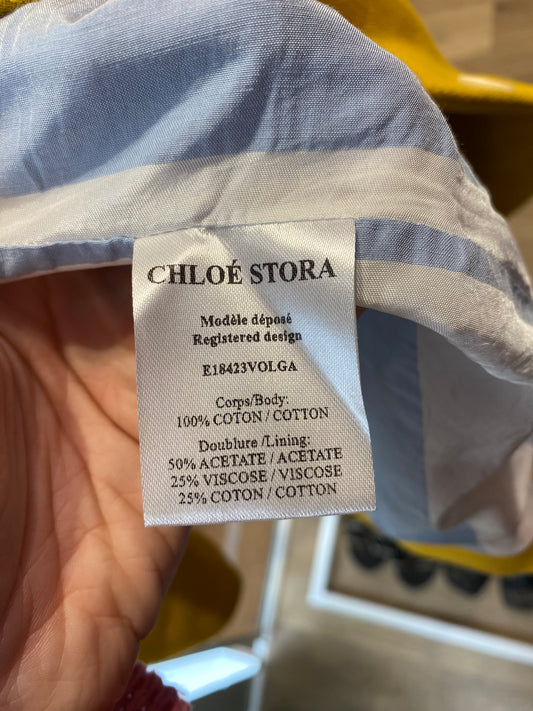 CHLOÉ STORA
Modèle déposé
Registered design
E18423VOLGA
Corps/Body:
100% COTON / COTTON
Doublure /Lining:
50% ACETATE / ACETATE
25% VISCOSE / VISCOSE
25% COTON / COTTON